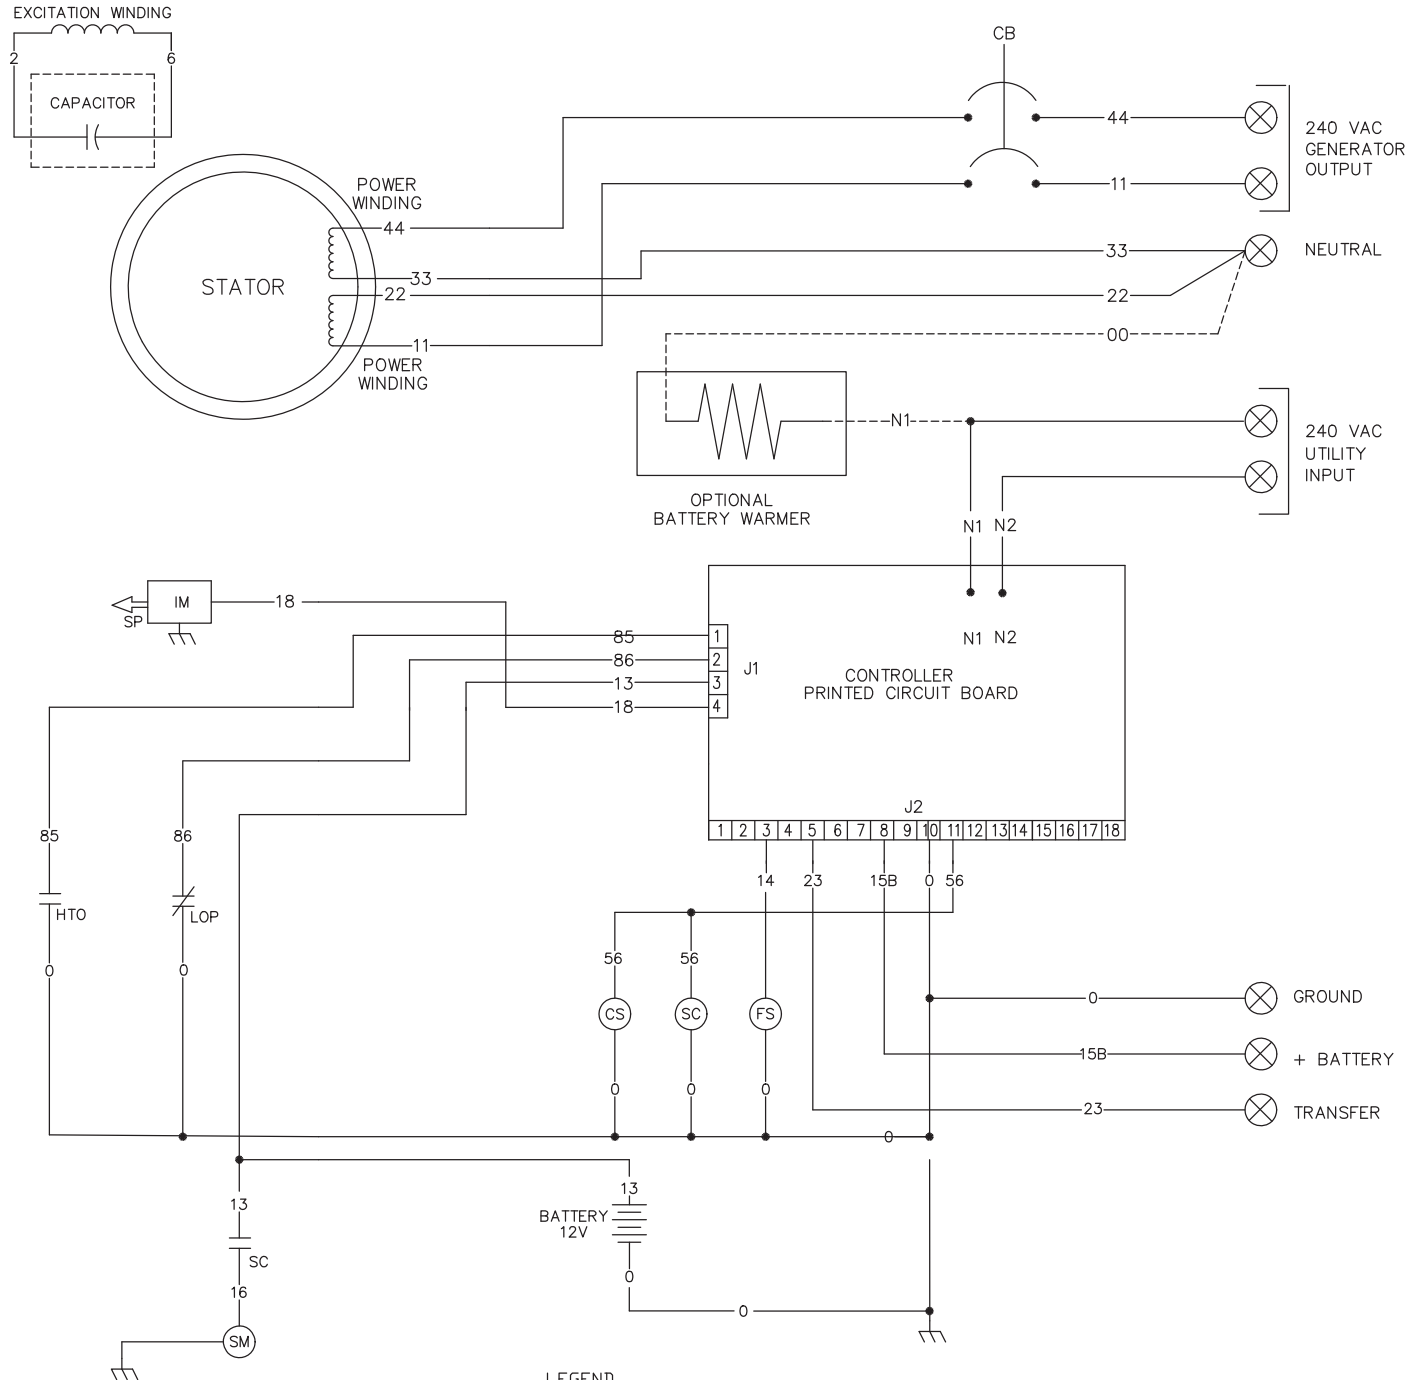 EXCITATION WINDING
2
6
CAPACITOR
CB
44
240 VAC
GENERATOR
OUTPUT
11
POWER
WINDING
44
33
NEUTRAL
STATOR
33
22
22
00
11
POWER
WINDING
N1
240 VAC
UTILITY
INPUT
OPTIONAL
BATTERY WARMER
N1 N2
IM
SP
18
N1 N2
85
86
13
18
1
2
3
4
J1
CONTROLLER
PRINTED CIRCUIT BOARD
J2
1 2 3 4 5 6 7 8 9 10 11 12 13 14 15 16 17 18
85
86
14
23
15B
0
56
HTO
LOP
0
0
56
56
CS
SC
FS
0
GROUND
15B
+ BATTERY
0
0
0
23
TRANSFER
0
13
13
BATTERY
12V
SC
0
16
0
SM
LEGEND